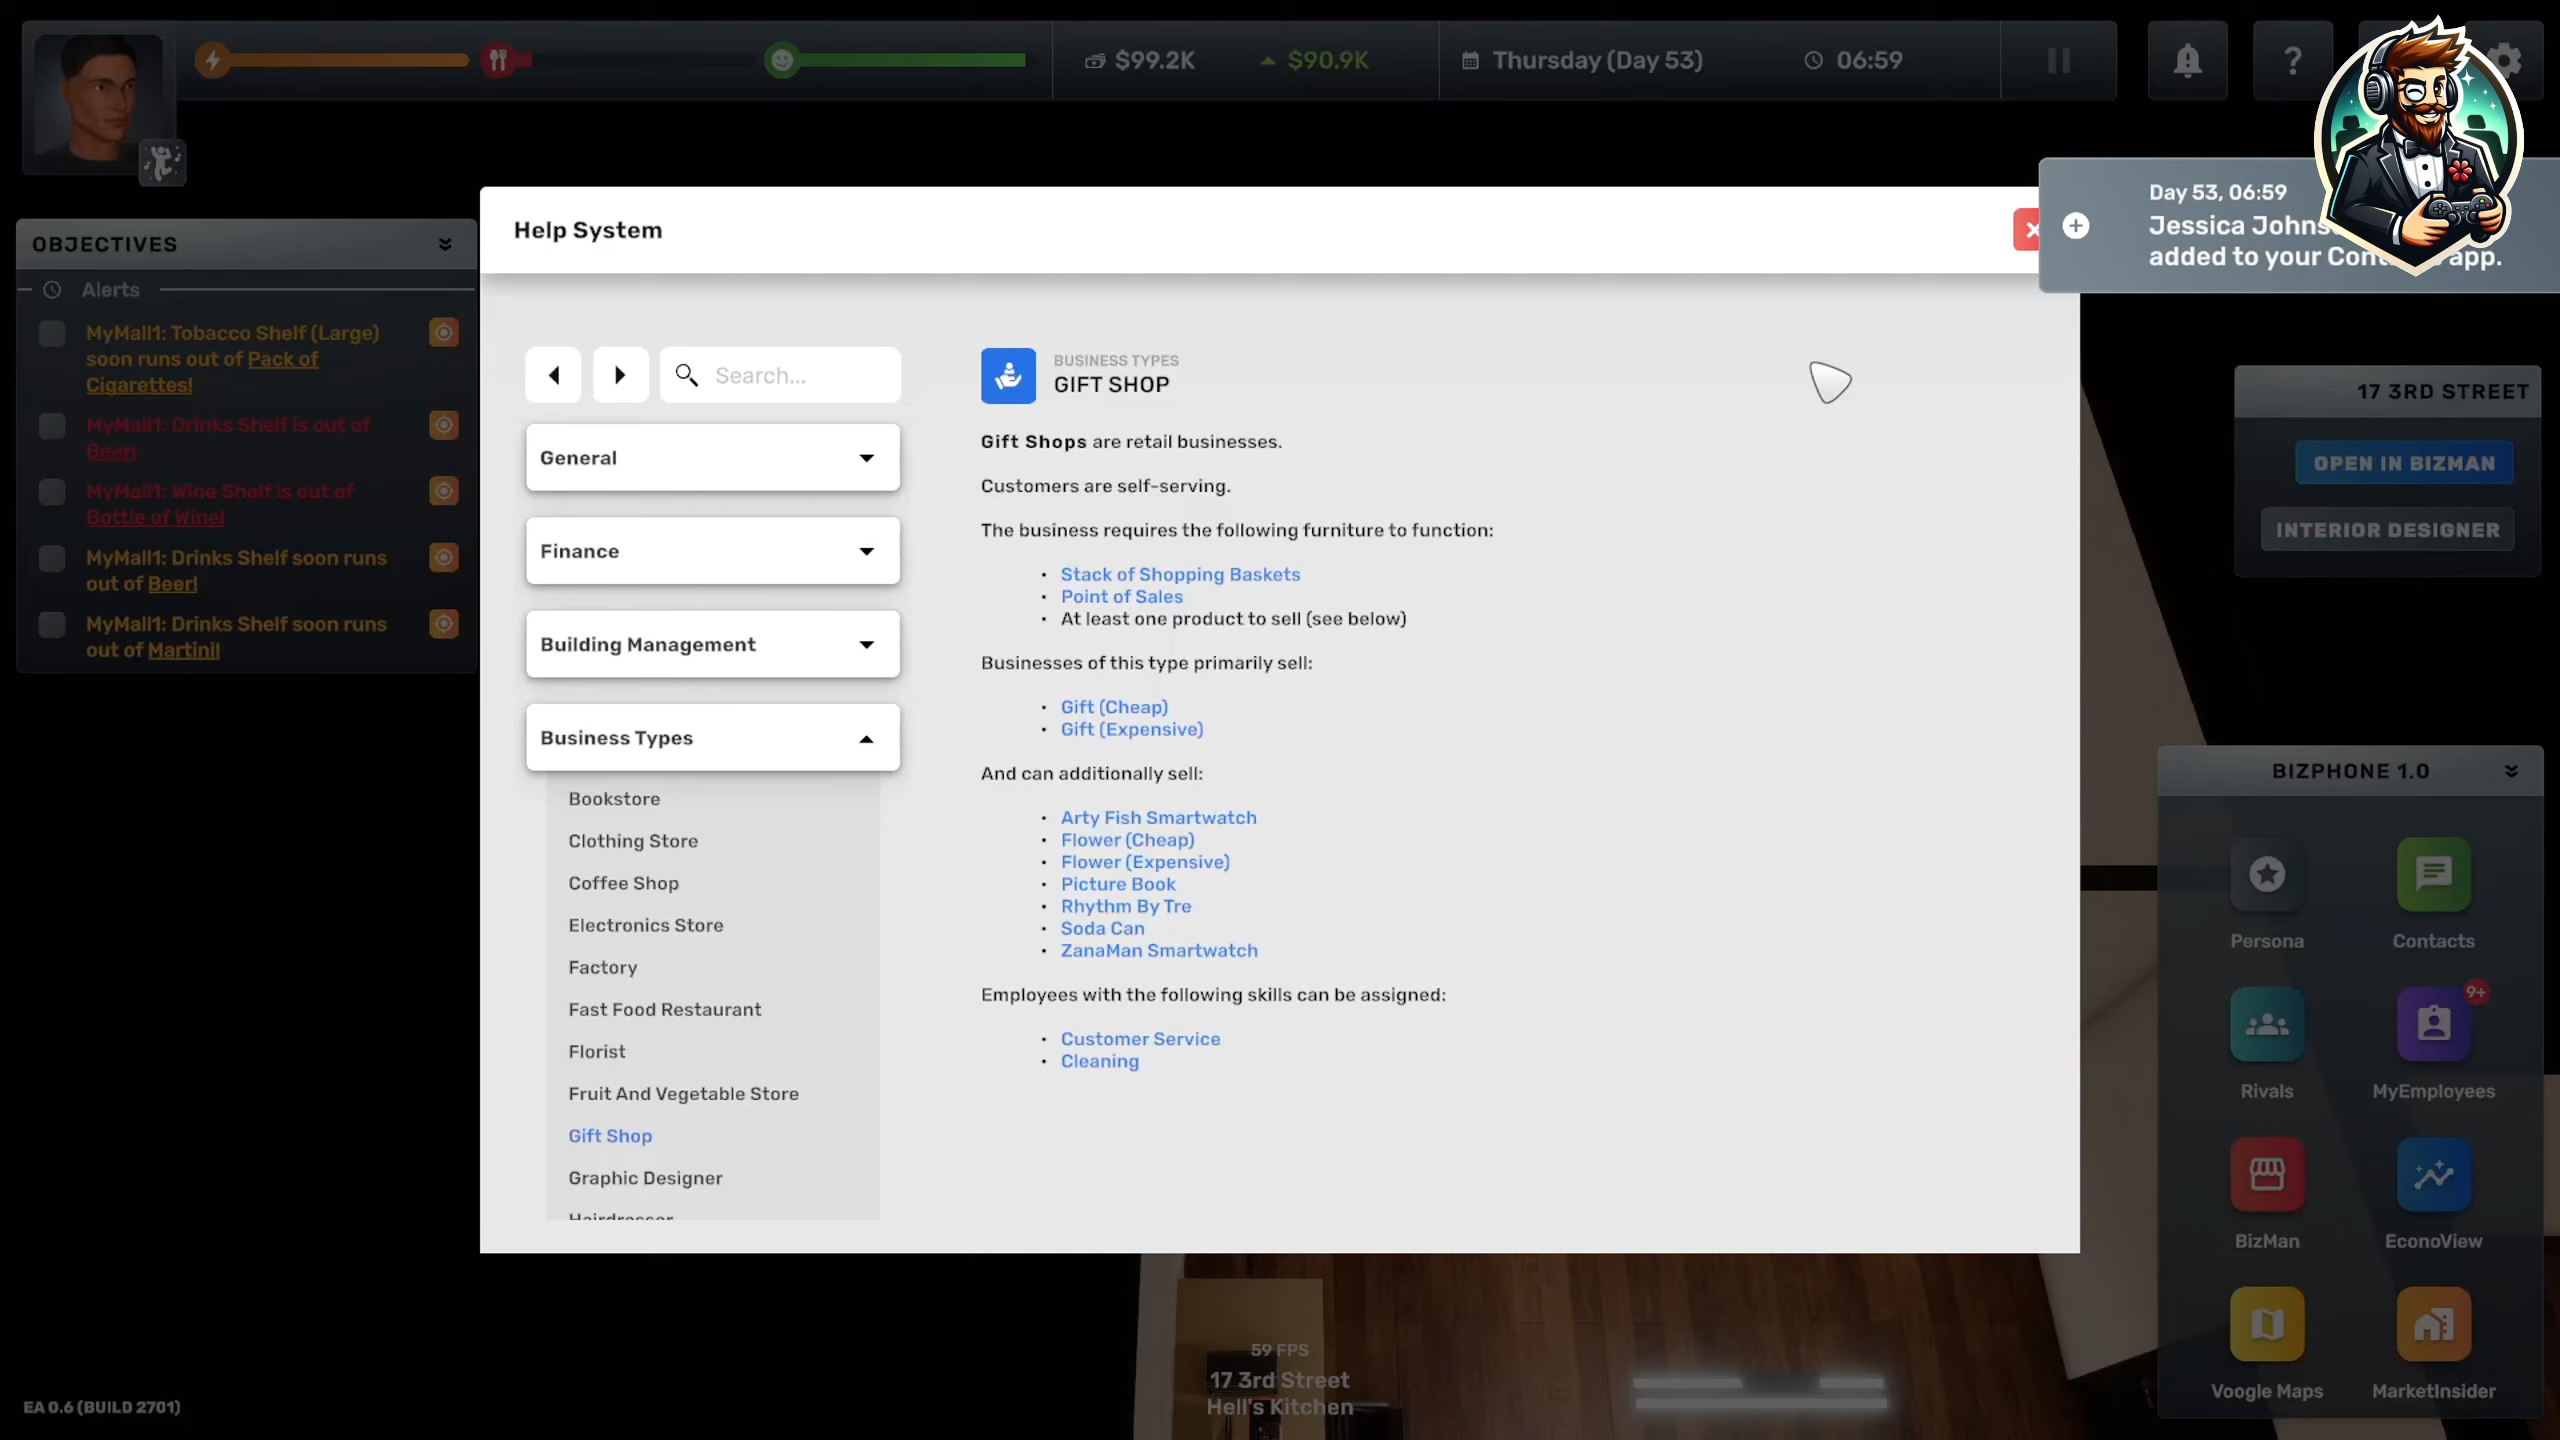 $99.2K
$90.9K
Thursday (Day 53)
06:59
?
Day 53, 06:59
Jessica Johns
added to your Con app.
OBJECTIVES
Alerts
MyMall1: Tobacco Shelf (Large)
soon runs out of Pack of
Cigarettes!
MyMall1: Drinks Shelf is out of
Beer!
MyMall1: Wine Shelf is out of
Bottle of Wine!
MyMall1: Drinks Shelf soon runs
out of Beer!
MyMall1: Drinks Shelf soon runs
out of Martini!
Help System
Search...
General
Finance
Building Management
Business Types
Bookstore
Clothing Store
Coffee Shop
Electronics Store
Factory
Fast Food Restaurant
Florist
Fruit And Vegetable Store
Gift Shop
Graphic Designer
Hairdresser
BUSINESS TYPES
GIFT SHOP
Gift Shops are retail businesses.
Customers are self-serving.
The business requires the following furniture to function:
• Stack of Shopping Baskets
• Point of Sales
• At least one product to sell (see below)
Businesses of this type primarily sell:
• Gift (Cheap)
• Gift (Expensive)
And can additionally sell:
• Arty Fish Smartwatch
• Flower (Cheap)
• Flower (Expensive)
• Picture Book
• Rhythm By Tre
• Soda Can
• ZanaMan Smartwatch
Employees with the following skills can be assigned:
• Customer Service
• Cleaning
17 3RD STREET
OPEN IN BIZMAN
INTERIOR DESIGNER
BIZPHONE 1.0
Persona
Contacts
Rivals
9+
MyEmployees
BizMan
EconoView
Voogle Maps
MarketInsider
59 FPS
17 3rd Street
Hell's Kitchen
EA 0.6 (BUILD 2701)